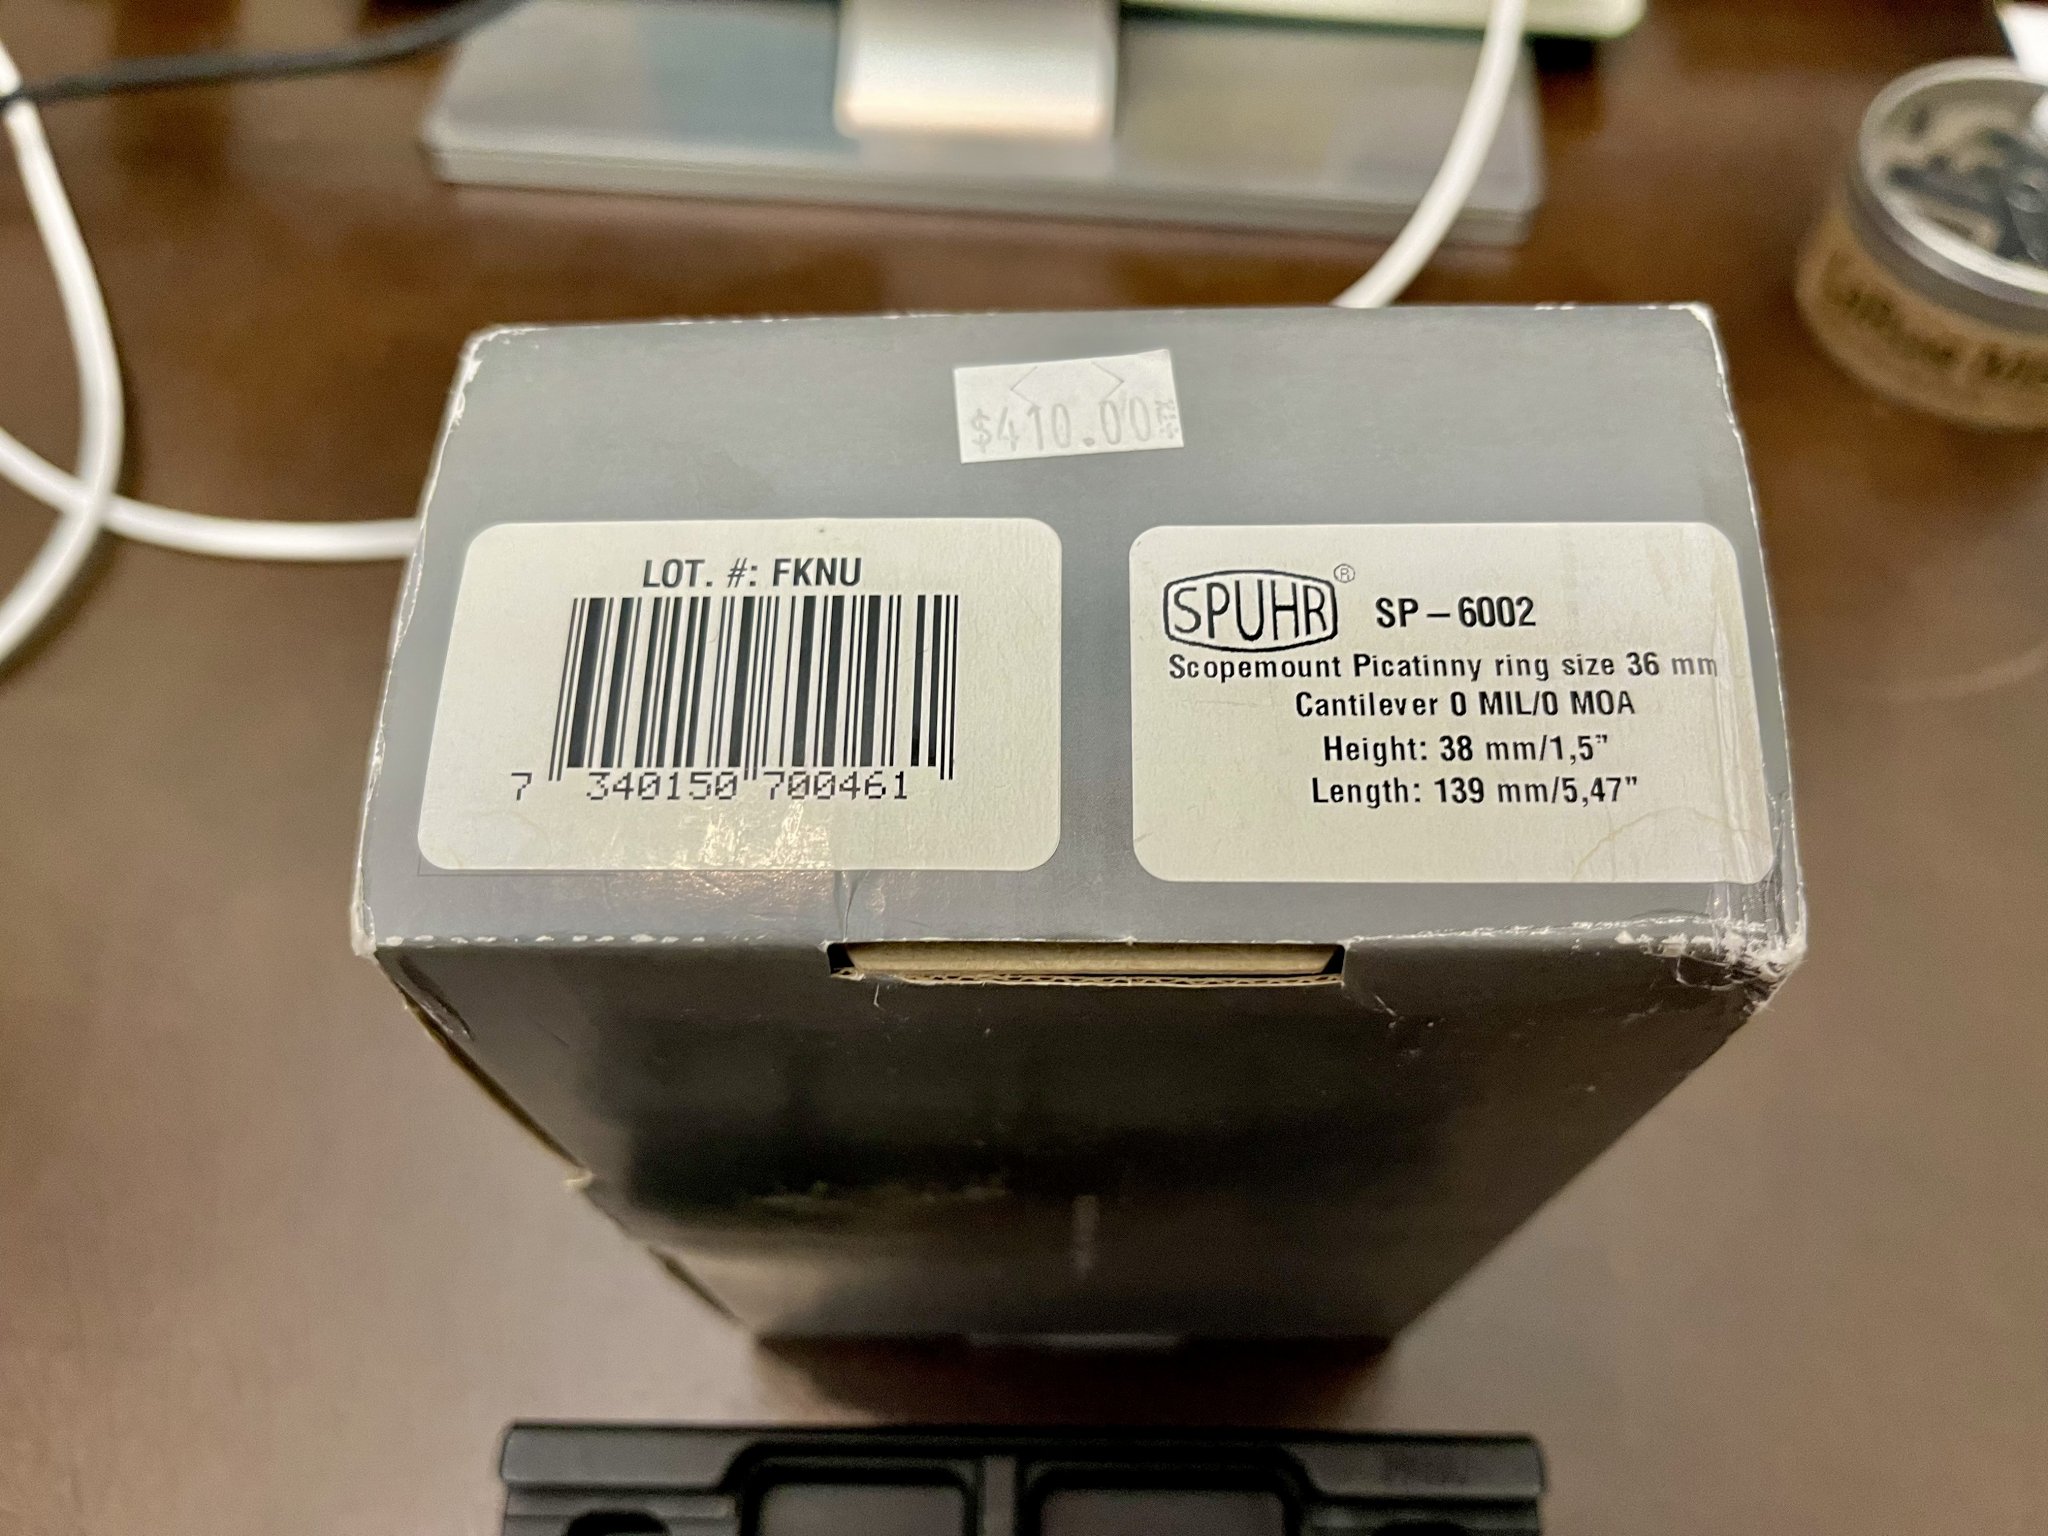 $410.00
LOT. #: FKNU
7 340150 700461
SPUHR® SP – 6002
Scopemount Picatinny ring size 36 mm
Cantilever 0 MIL/0 MOA
Height: 38 mm/1,5”
Length: 139 mm/5,47”